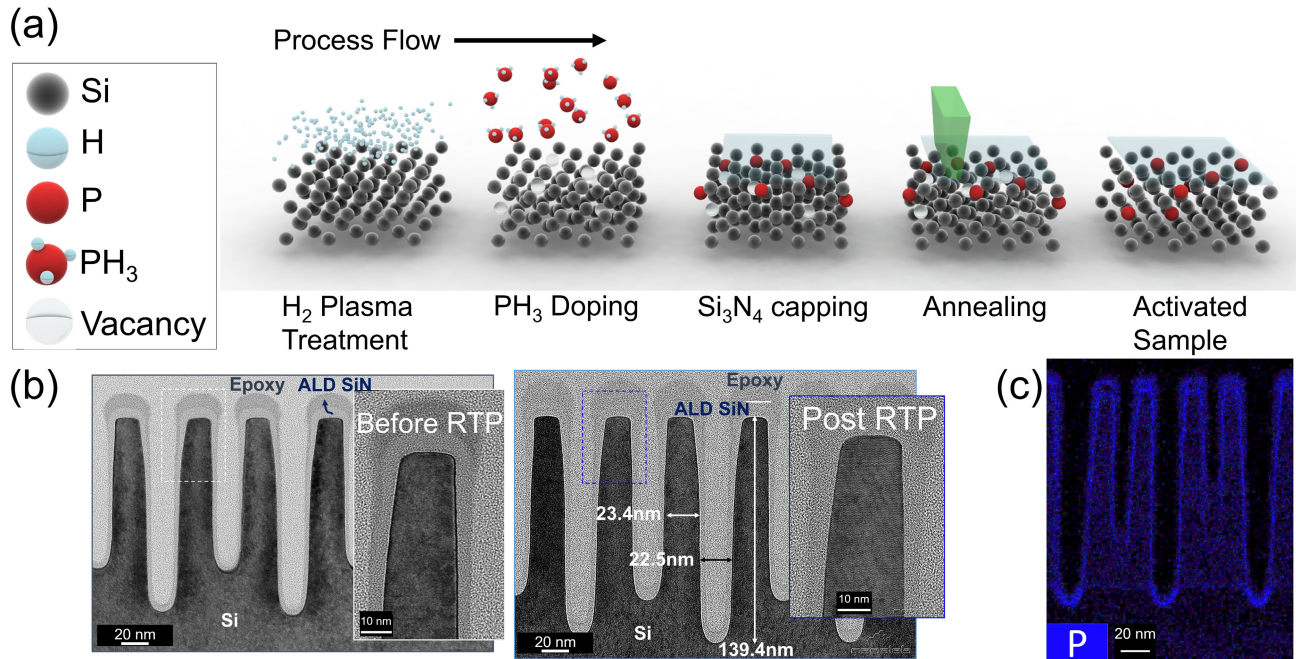 (a)
Process Flow
Si
H
P
PH₃
Vacancy
H₂ Plasma
Treatment
PH₃ Doping
Si₃N₄ capping
Annealing
Activated
Sample
(b)
Epoxy
ALD SiN
Before RTP
10 nm
Si
20 nm
Epoxy
ALD SiN
Post RTP
23.4nm
22.5nm
10 nm
Si
20 nm
139.4nm
(c)
P
20 nm